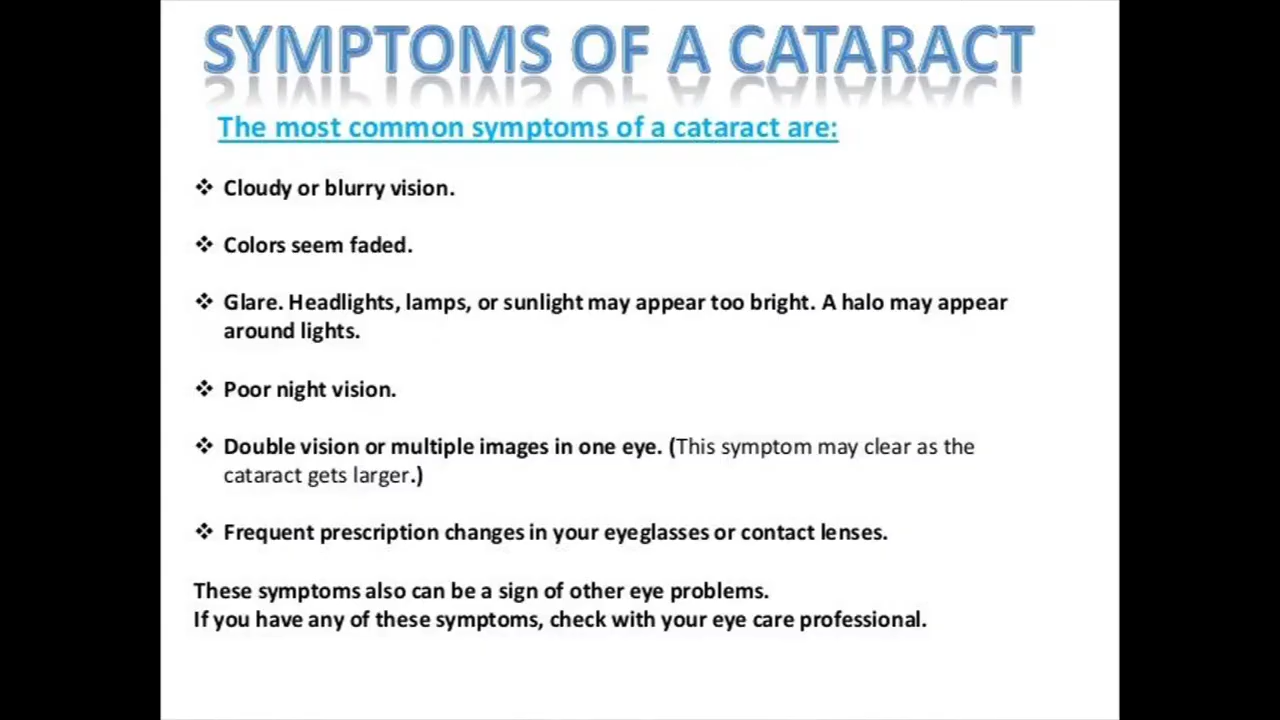 SYMPTOMS OF A CATARACT
The most common symptoms of a cataract are:
❖ Cloudy or blurry vision.
❖ Colors seem faded.
❖ Glare. Headlights, lamps, or sunlight may appear too bright. A halo may appear
around lights.
❖ Poor night vision.
❖ Double vision or multiple images in one eye. (This symptom may clear as the
cataract gets larger.)
❖ Frequent prescription changes in your eyeglasses or contact lenses.
These symptoms also can be a sign of other eye problems.
If you have any of these symptoms, check with your eye care professional.